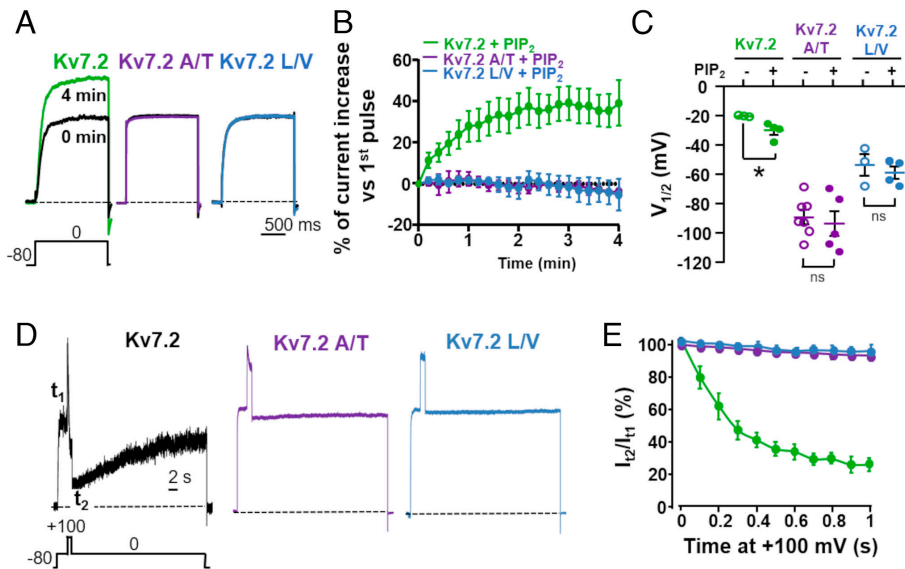 A
Kv7.2
Kv7.2 A/T
Kv7.2 L/V
4 min
0 min
500 ms
0
-80
B
Kv7.2 + PIP2
Kv7.2 A/T + PIP2
Kv7.2 L/V + PIP2
% of current increase
vs 1st pulse
60
40
20
0
-20
0 1 2 3 4
Time (min)
C
Kv7.2
Kv7.2
A/T
Kv7.2
L/V
PIP2 - + - + - +
V1/2 (mV)
0
-20
-40
-60
-80
-100
-120
*
ns
ns
D
Kv7.2
Kv7.2 A/T
Kv7.2 L/V
t1
t2
2 s
+100
-80
0
E
It2/It1 (%)
100
80
60
40
20
0
0 0.2 0.4 0.6 0.8 1
Time at +100 mV (s)